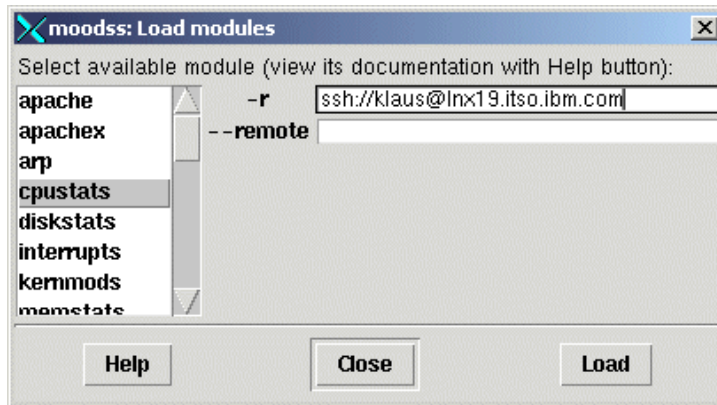 moodss: Load modules
Select available module (view its documentation with Help button):
apache
apachex
arp
cpustats
diskstats
interrupts
kernmods
memstats
-r ssh://klaus@lnx19.itso.ibm.com
--remote
Help Close Load